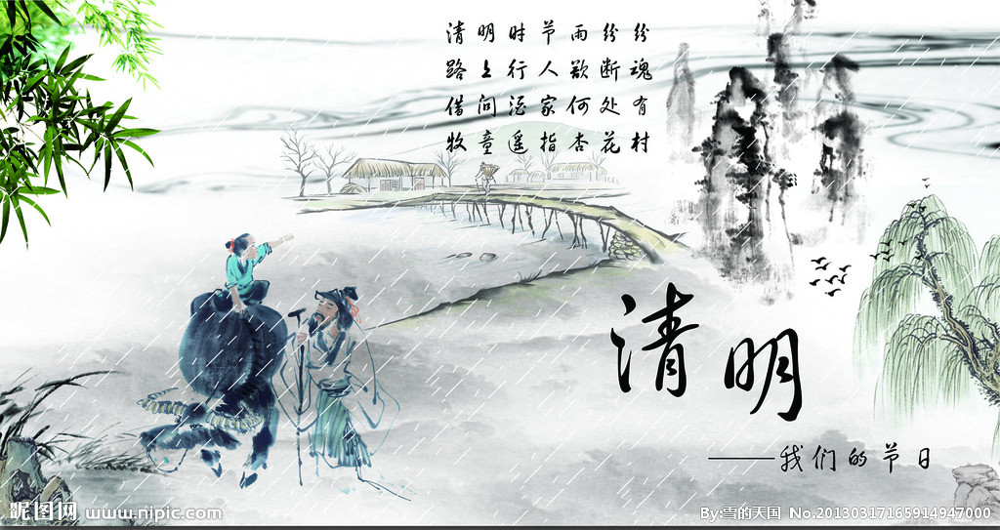 清明时节雨纷纷
路上行人欲断魂
借问酒家何处有
牧童遥指杏花村
清明
——我们的节日
昵图网 www.nipic.com
By:雪的天国 No.20130317165914947000